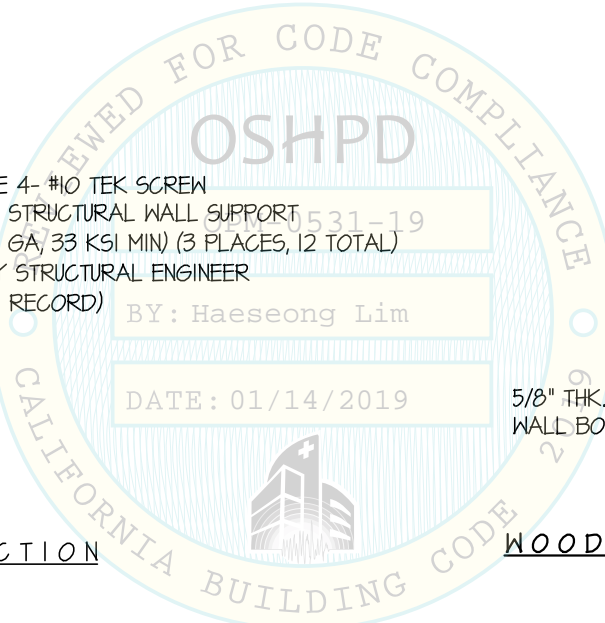 REVIEWED FOR CODE COMPLIANCE
OSHPD
E 4- #10 TEK SCREW
STRUCTURAL WALL SUPPORT
OPM-0531-19
GA, 33 KSI MIN) (3 PLACES, 12 TOTAL)
STRUCTURAL ENGINEER
RECORD)
BY: Haeseong Lim
DATE: 01/14/2019
5/8" THK.
WALL BO
CTION
WOOD
CALIFORNIA BUILDING CODE 2019